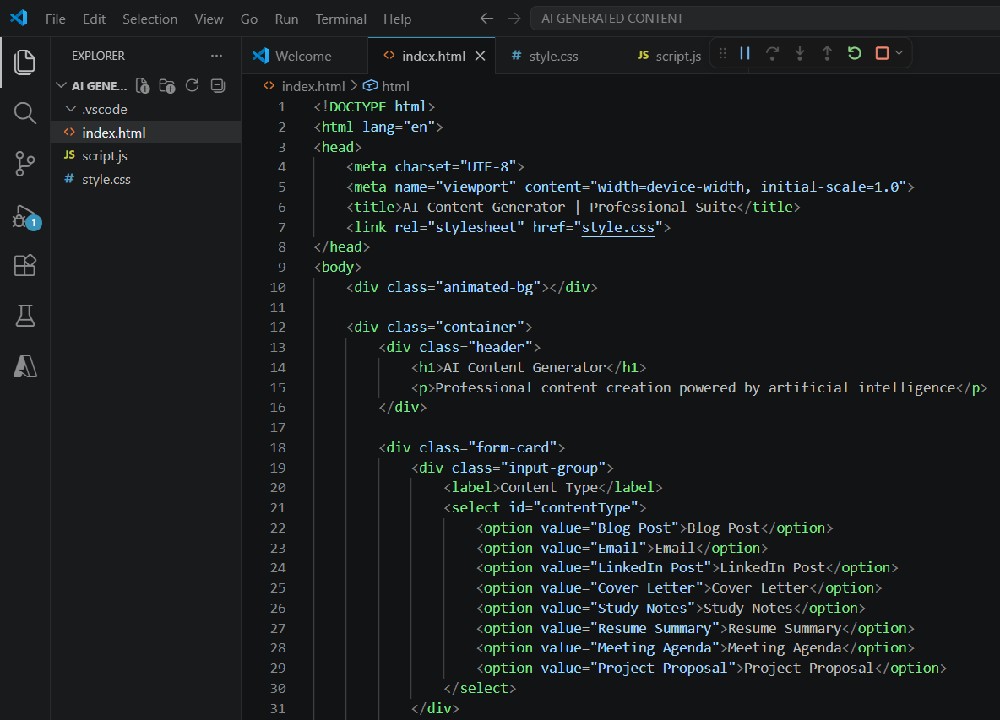 File Edit Selection View Go Run Terminal Help AI GENERATED CONTENT
EXPLORER
AI GENE...
.vscode
index.html
JS script.js
# style.css
1
Welcome index.html # style.css JS script.js
index.html > html
1 <!DOCTYPE html>
2 <html lang="en">
3 <head>
4 <meta charset="UTF-8">
5 <meta name="viewport" content="width=device-width, initial-scale=1.0">
6 <title>AI Content Generator | Professional Suite</title>
7 <link rel="stylesheet" href="style.css">
8 </head>
9 <body>
10 <div class="animated-bg"></div>
11
12 <div class="container">
13 <div class="header">
14 <h1>AI Content Generator</h1>
15 <p>Professional content creation powered by artificial intelligence</p>
16 </div>
17
18 <div class="form-card">
19 <div class="input-group">
20 <label>Content Type</label>
21 <select id="contentType">
22 <option value="Blog Post">Blog Post</option>
23 <option value="Email">Email</option>
24 <option value="LinkedIn Post">LinkedIn Post</option>
25 <option value="Cover Letter">Cover Letter</option>
26 <option value="Study Notes">Study Notes</option>
27 <option value="Resume Summary">Resume Summary</option>
28 <option value="Meeting Agenda">Meeting Agenda</option>
29 <option value="Project Proposal">Project Proposal</option>
30 </select>
31 </div>